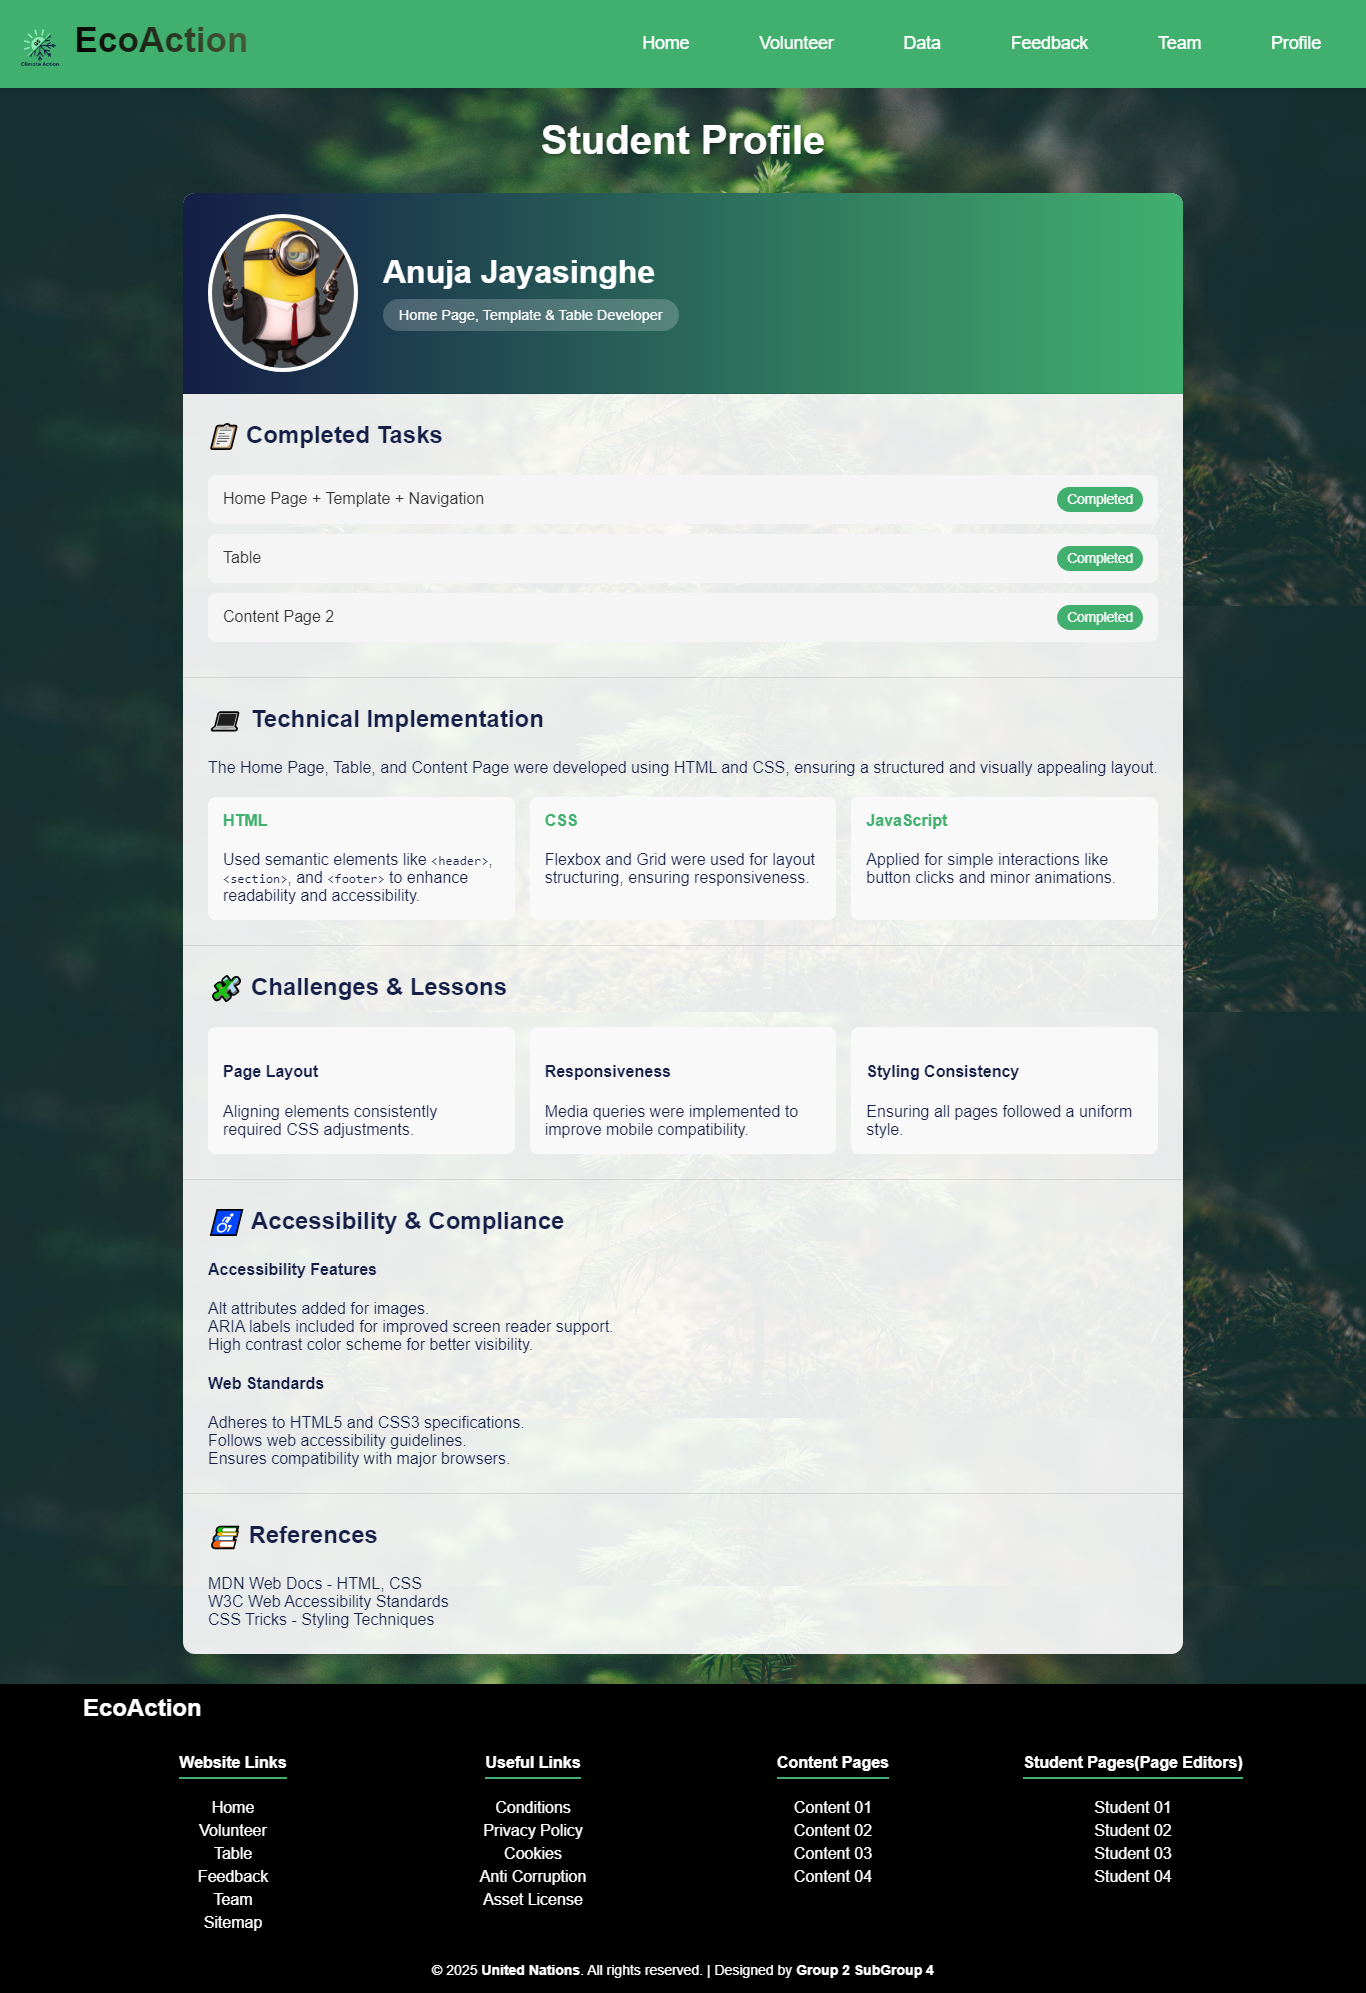 Climate Action
EcoAction
Home Volunteer Data Feedback Team Profile
Student Profile
Anuja Jayasinghe
Home Page, Template & Table Developer
Completed Tasks
Home Page + Template + Navigation Completed
Table Completed
Content Page 2 Completed
Technical Implementation
The Home Page, Table, and Content Page were developed using HTML and CSS, ensuring a structured and visually appealing layout.
HTML
Used semantic elements like <header>,
<section>, and <footer> to enhance
readability and accessibility.
CSS
Flexbox and Grid were used for layout
structuring, ensuring responsiveness.
JavaScript
Applied for simple interactions like
button clicks and minor animations.
Challenges & Lessons
Page Layout
Aligning elements consistently
required CSS adjustments.
Responsiveness
Media queries were implemented to
improve mobile compatibility.
Styling Consistency
Ensuring all pages followed a uniform
style.
Accessibility & Compliance
Accessibility Features
Alt attributes added for images.
ARIA labels included for improved screen reader support.
High contrast color scheme for better visibility.
Web Standards
Adheres to HTML5 and CSS3 specifications.
Follows web accessibility guidelines.
Ensures compatibility with major browsers.
References
MDN Web Docs - HTML, CSS
W3C Web Accessibility Standards
CSS Tricks - Styling Techniques
EcoAction
Website Links
Home
Volunteer
Table
Feedback
Team
Sitemap
Useful Links
Conditions
Privacy Policy
Cookies
Anti Corruption
Asset License
Content Pages
Content 01
Content 02
Content 03
Content 04
Student Pages(Page Editors)
Student 01
Student 02
Student 03
Student 04
© 2025 United Nations. All rights reserved. | Designed by Group 2 SubGroup 4